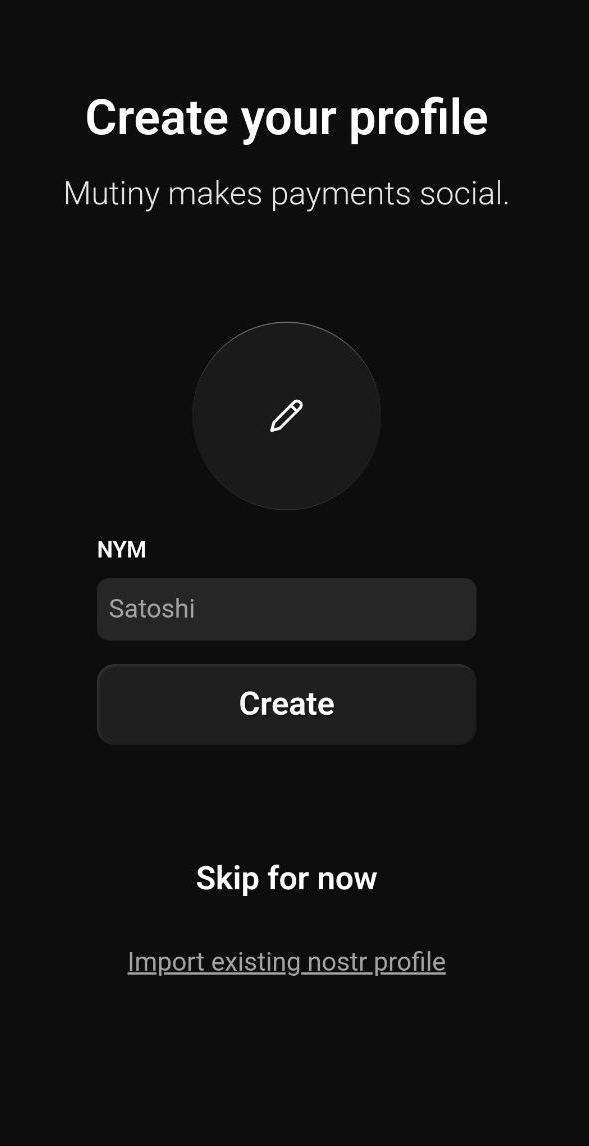 Create your profile
Mutiny makes payments social.
NYM
Satoshi
Create
Skip for now
Import existing nostr profile